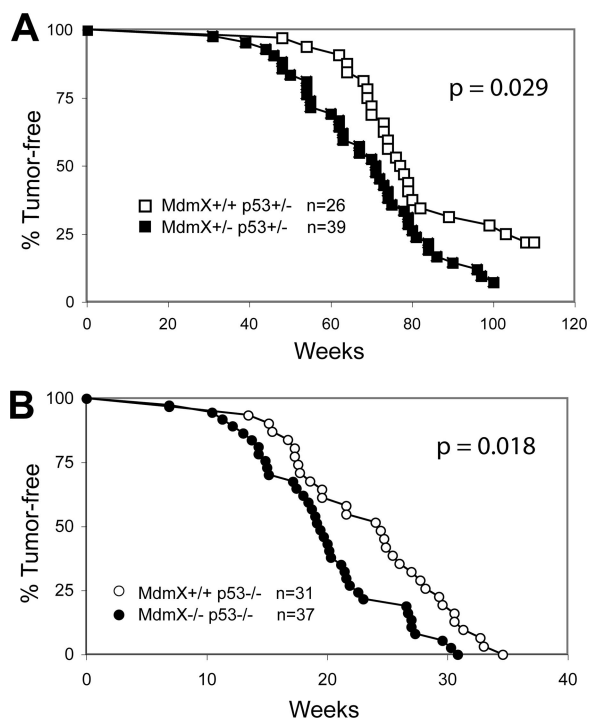 A
% Tumor-free
100
75
50
25
0
p = 0.029
MdmX+/+ p53+/- n=26
MdmX+/- p53+/- n=39
0 20 40 60 80 100 120
Weeks
B
% Tumor-free
100
75
50
25
0
p = 0.018
MdmX+/+ p53-/- n=31
MdmX-/- p53-/- n=37
0 10 20 30 40
Weeks